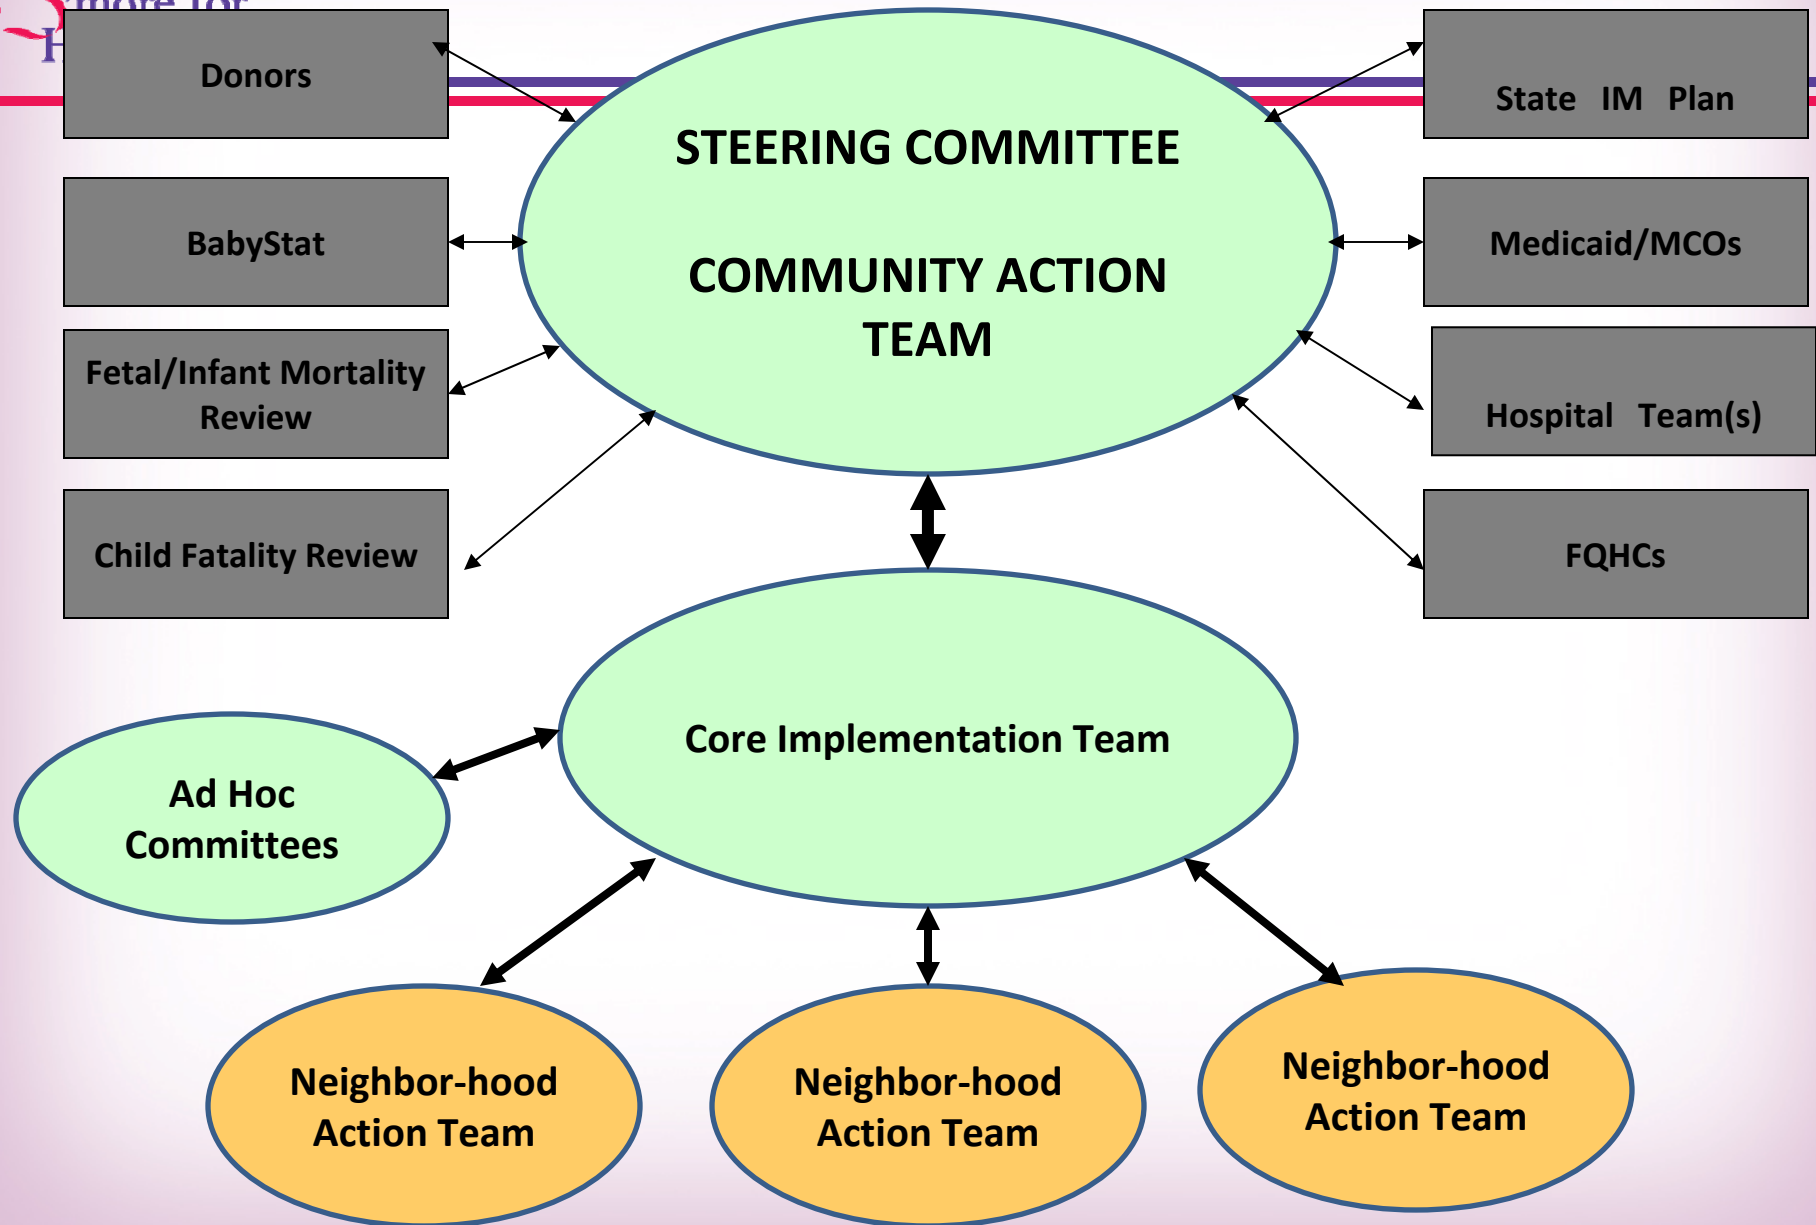 more for
H
Donors
State IM Plan
STEERING COMMITTEE
BabyStat
Medicaid/MCOs
COMMUNITY ACTION
TEAM
Fetal/Infant Mortality
Review
Hospital Team(s)
Child Fatality Review
FQHCs
Core Implementation Team
Ad Hoc
Committees
Neighbor-hood
Action Team
Neighbor-hood
Action Team
Neighbor-hood
Action Team